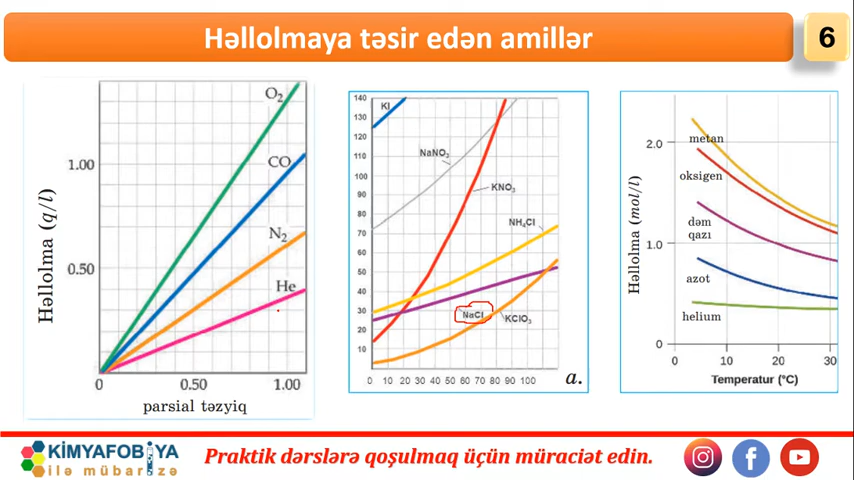 Həllolmaya təsir edən amillər
6
Həllolma (q/l)
1.00
0.50
O₂
CO
N₂
He
0
0.50
1.00
parsial təzyiq
140
130
120
110
100
90
80
70
60
50
40
30
20
10
KI
NaNO₃
KNO₃
NH₄Cl
NaCl
KClO₃
0 10 20 30 40 50 60 70 80 90 100
a.
Həllolma (mol/l)
2.0
1.0
0
metan
oksigen
dəm
qazı
azot
helium
0 10 20 30
Temperatur (°C)
KİMYAFOBİYA
ilə mübarizə
Praktik dərslərə qoşulmaq üçün müraciət edin.